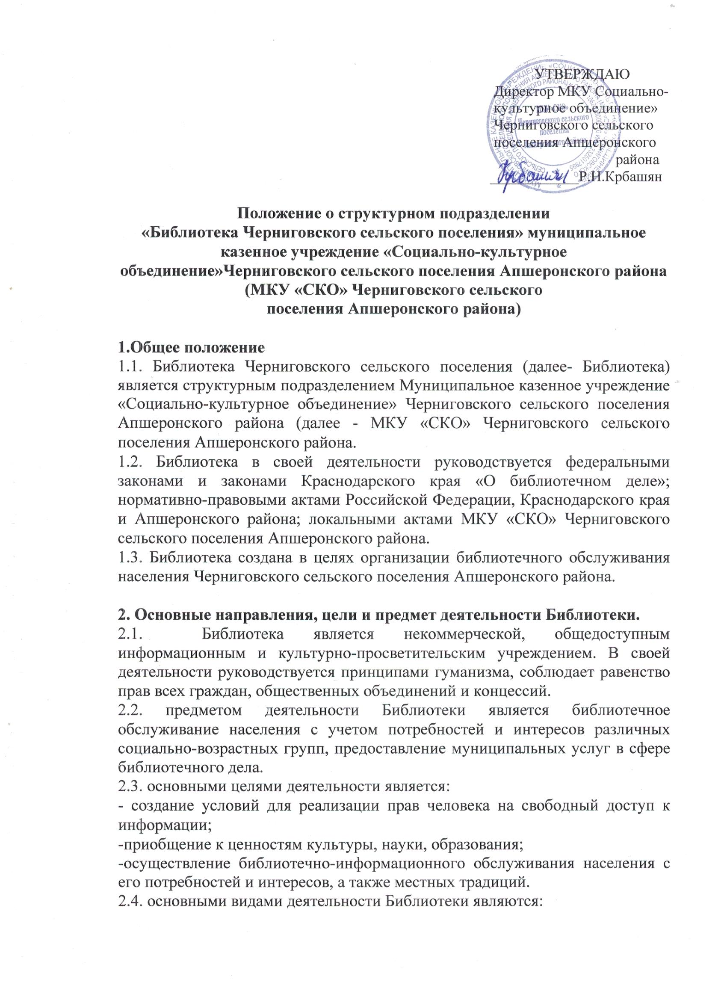 УТВЕРЖДАЮ
Директор МКУ Социально-
культурное объединение»
Черниговского сельского
поселения Апшеронского
района
____________Р.Н.Крбашян
Положение о структурном подразделении
«Библиотека Черниговского сельского поселения» муниципальное
казенное учреждение «Социально-культурное
объединение»Черниговского сельского поселения Апшеронского района
(МКУ «СКО» Черниговского сельского
поселения Апшеронского района)
1.Общее положение
1.1. Библиотека Черниговского сельского поселения (далее- Библиотека)
является структурным подразделением Муниципальное казенное учреждение
«Социально-культурное объединение» Черниговского сельского поселения
Апшеронского района (далее - МКУ «СКО» Черниговского сельского
поселения Апшеронского района.
1.2. Библиотека в своей деятельности руководствуется федеральными
законами и законами Краснодарского края «О библиотечном деле»;
нормативно-правовыми актами Российской Федерации, Краснодарского края
и Апшеронского района; локальными актами МКУ «СКО» Черниговского
сельского поселения Апшеронского района.
1.3. Библиотека создана в целях организации библиотечного обслуживания
населения Черниговского сельского поселения Апшеронского района.
2. Основные направления, цели и предмет деятельности Библиотеки.
2.1. Библиотека является некоммерческой, общедоступным
информационным и культурно-просветительским учреждением. В своей
деятельности руководствуется принципами гуманизма, соблюдает равенство
прав всех граждан, общественных объединений и концессий.
2.2. предметом деятельности Библиотеки является библиотечное
обслуживание населения с учетом потребностей и интересов различных
социально-возрастных групп, предоставление муниципальных услуг в сфере
библиотечного дела.
2.3. основными целями деятельности является:
- создание условий для реализации прав человека на свободный доступ к
информации;
-приобщение к ценностям культуры, науки, образования;
-осуществление библиотечно-информационного обслуживания населения с
его потребностей и интересов, а также местных традиций.
2.4. основными видами деятельности Библиотеки являются: